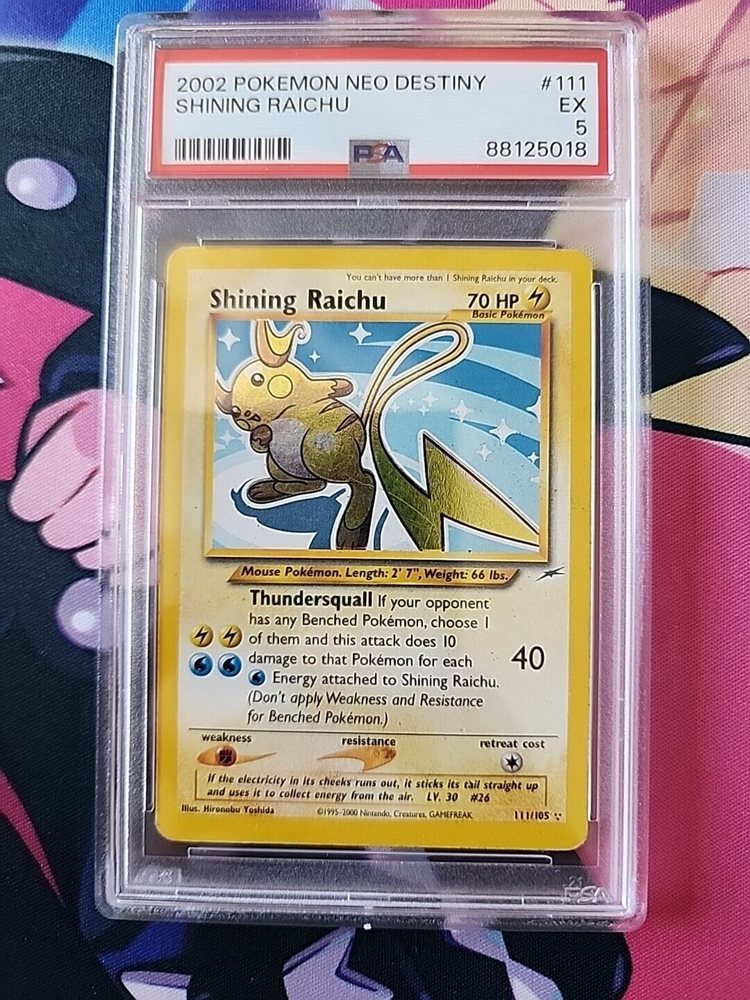 2002 POKEMON NEO DESTINY #111
SHINING RAICHU EX
5
PSA 88125018
You can't have more than 1 Shining Raichu in your deck.
Shining Raichu 70 HP
Basic Pokémon
Mouse Pokémon. Length: 2' 7", Weight: 66 lbs.
Thundersquall If your opponent
has any Benched Pokémon, choose 1
of them and this attack does 10
damage to that Pokémon for each 40
Energy attached to Shining Raichu.
(Don't apply Weakness and Resistance
for Benched Pokémon.)
weakness resistance retreat cost
If the electricity in its cheeks runs out, it sticks its tail straight up
and uses it to collect energy from the air. LV. 30 #26
Illus. Hironobu Yoshida ©1995-2000 Nintendo, Creatures, GAMEFREAK. 111/105
PSA